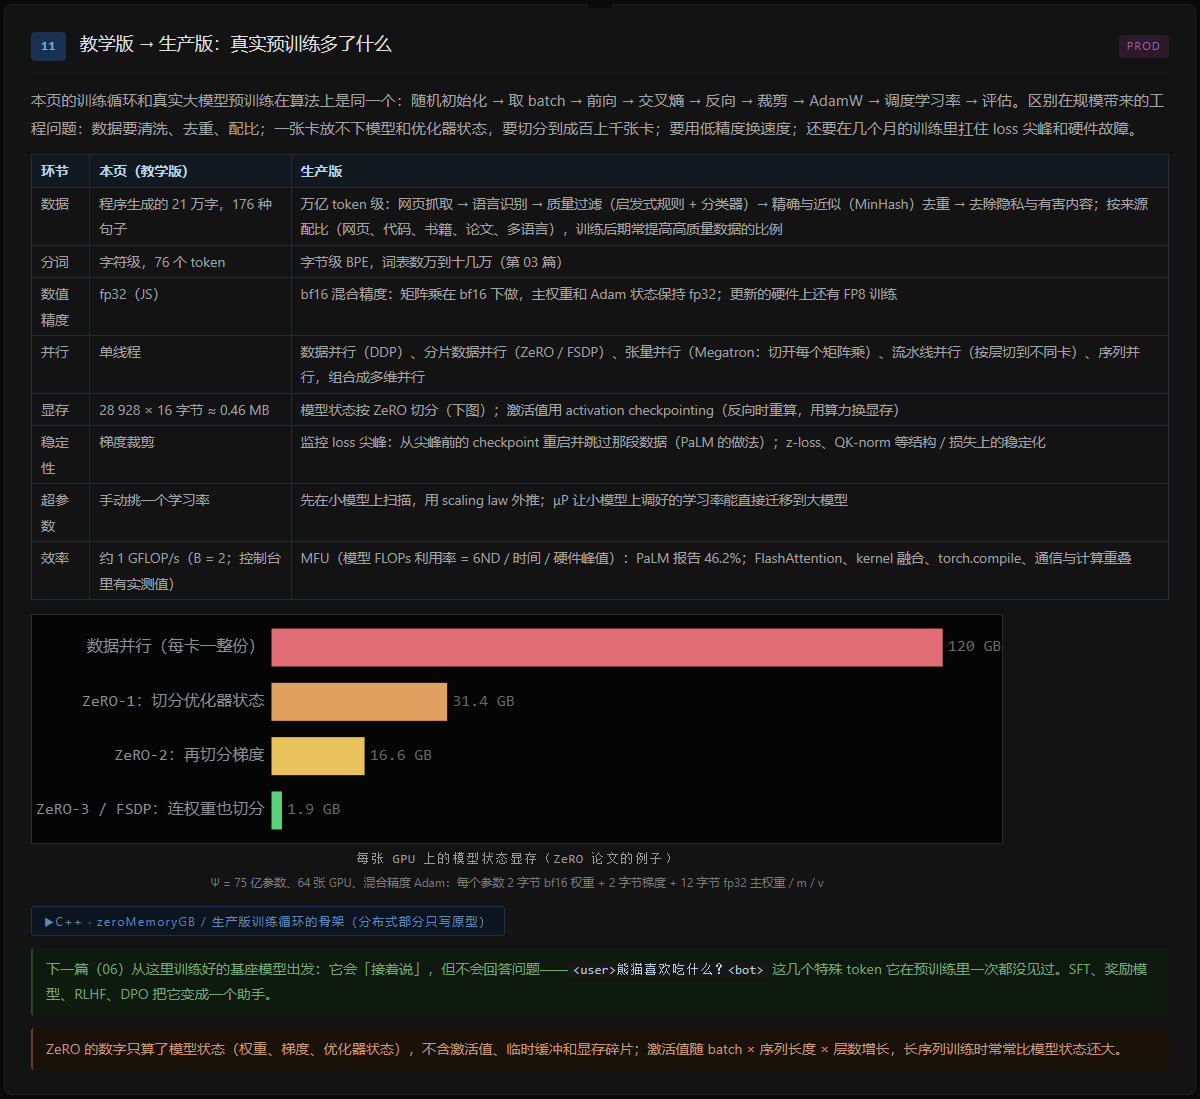 11 教学版 → 生产版：真实预训练多了什么 PROD
本页的训练循环和真实大模型预训练在算法上是同一个：随机初始化 → 取 batch → 前向 → 交叉熵 → 反向 → 裁剪 → AdamW → 调度学习率 → 评估。区别在规模带来的工
程问题：数据要清洗、去重、配比；一张卡放不下模型和优化器状态，要切分到成百上千张卡；要用低精度换速度；还要在几个月的训练里扛住 loss 尖峰和硬件故障。
环节 本页（教学版） 生产版
数据 程序生成的 21 万字，176 种 万亿 token 级：网页抓取 → 语言识别 → 质量过滤（启发式规则 + 分类器）→ 精确与近似（MinHash）去重 → 去除隐私与有害内容；按来源
句子 配比（网页、代码、书籍、论文、多语言），训练后期常提高高质量数据的比例
分词 字符级，76 个 token 字节级 BPE，词表数万到十几万（第 03 篇）
数值 fp32（JS） bf16 混合精度：矩阵乘在 bf16 下做，主权重和 Adam 状态保持 fp32；更新的硬件上还有 FP8 训练
精度
并行 单线程 数据并行（DDP）、分片数据并行（ZeRO / FSDP）、张量并行（Megatron：切开每个矩阵乘）、流水线并行（按层切到不同卡）、序列并
行，组合成多维并行
显存 28 928 × 16 字节 ≈ 0.46 MB 模型状态按 ZeRO 切分（下图）；激活值用 activation checkpointing（反向时重算，用算力换显存）
稳定 梯度裁剪 监控 loss 尖峰：从尖峰前的 checkpoint 重启并跳过那段数据（PaLM 的做法）；z-loss、QK-norm 等结构 / 损失上的稳定化
性
超参 手动挑一个学习率 先在小模型上扫描，用 scaling law 外推；μP 让小模型上调好的学习率能直接迁移到大模型
数
效率 约 1 GFLOP/s（B = 2；控制台 MFU（模型 FLOPs 利用率 = 6ND / 时间 / 硬件峰值）：PaLM 报告 46.2%；FlashAttention、kernel 融合、torch.compile、通信与计算重叠
里有实测值）
数据并行（每卡一整份） 120 GB
ZeRO-1：切分优化器状态 31.4 GB
ZeRO-2：再切分梯度 16.6 GB
ZeRO-3 / FSDP：连权重也切分 1.9 GB
每张 GPU 上的模型状态显存（ZeRO 论文的例子）
Ψ = 75 亿参数、64 张 GPU、混合精度 Adam：每个参数 2 字节 bf16 权重 + 2 字节梯度 + 12 字节 fp32 主权重 / m / v
▶C++ · zeroMemoryGB / 生产版训练循环的骨架（分布式部分只写原型）
下一篇（06）从这里训练好的基座模型出发：它会「接着说」，但不会回答问题—— <user>熊猫喜欢吃什么？<bot> 这几个特殊 token 它在预训练里一次都没见过。SFT、奖励模
型、RLHF、DPO 把它变成一个助手。
ZeRO 的数字只算了模型状态（权重、梯度、优化器状态），不含激活值、临时缓冲和显存碎片；激活值随 batch × 序列长度 × 层数增长，长序列训练时常常比模型状态还大。